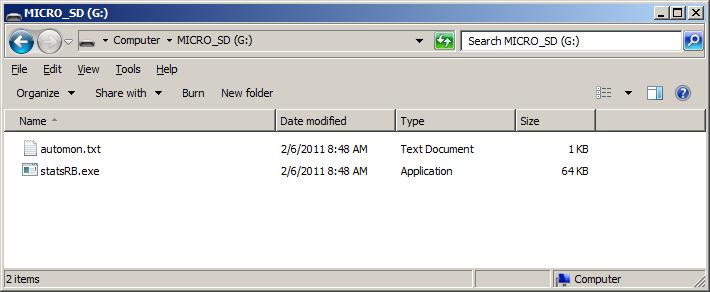 MICRO_SD (G:)
Computer MICRO_SD (G:) Search MICRO_SD (G:)
File Edit View Tools Help
Organize Share with Burn New folder
Name Date modified Type Size
automon.txt 2/6/2011 8:48 AM Text Document 1 KB
statsRB.exe 2/6/2011 8:48 AM Application 64 KB
2 items Computer